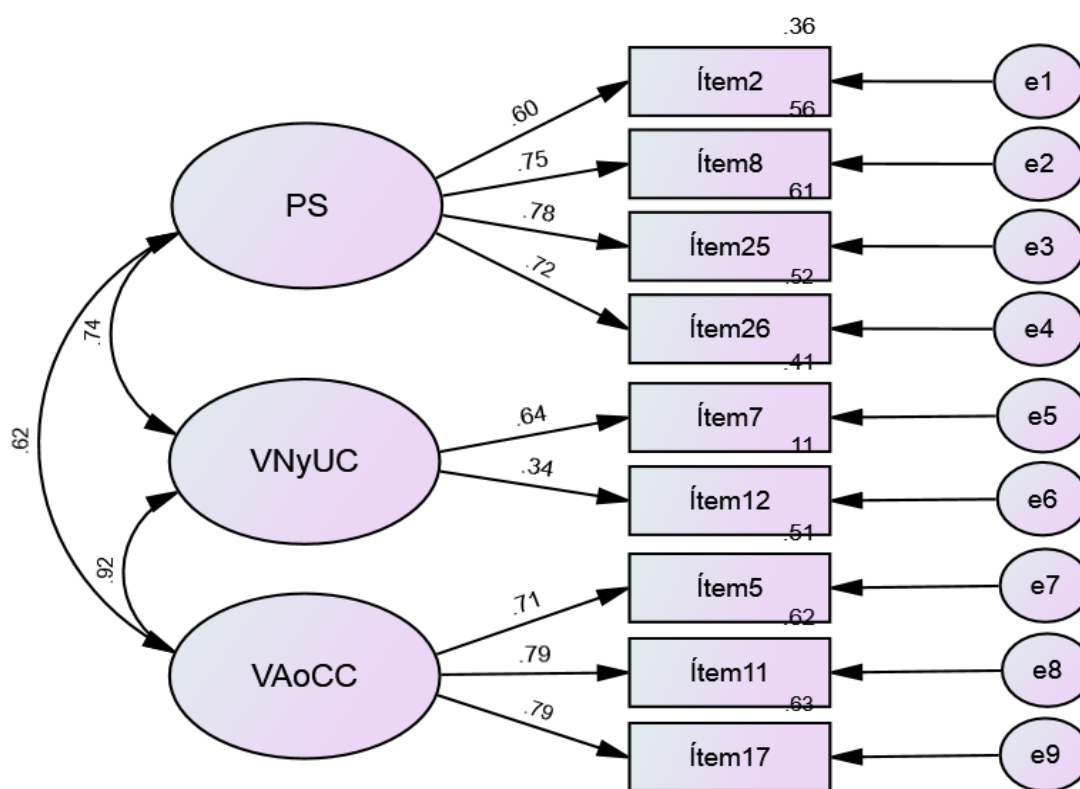 .36
Ítem2
e1
.60
.56
PS
.75
Ítem8
e2
.61
.78
Ítem25
e3
.52
.72
Ítem26
e4
.41
.74
.62
VNyUC
.64
Ítem7
e5
.11
.34
Ítem12
e6
.51
.92
VAoCC
.71
Ítem5
e7
.62
.79
Ítem11
e8
.63
.79
Ítem17
e9